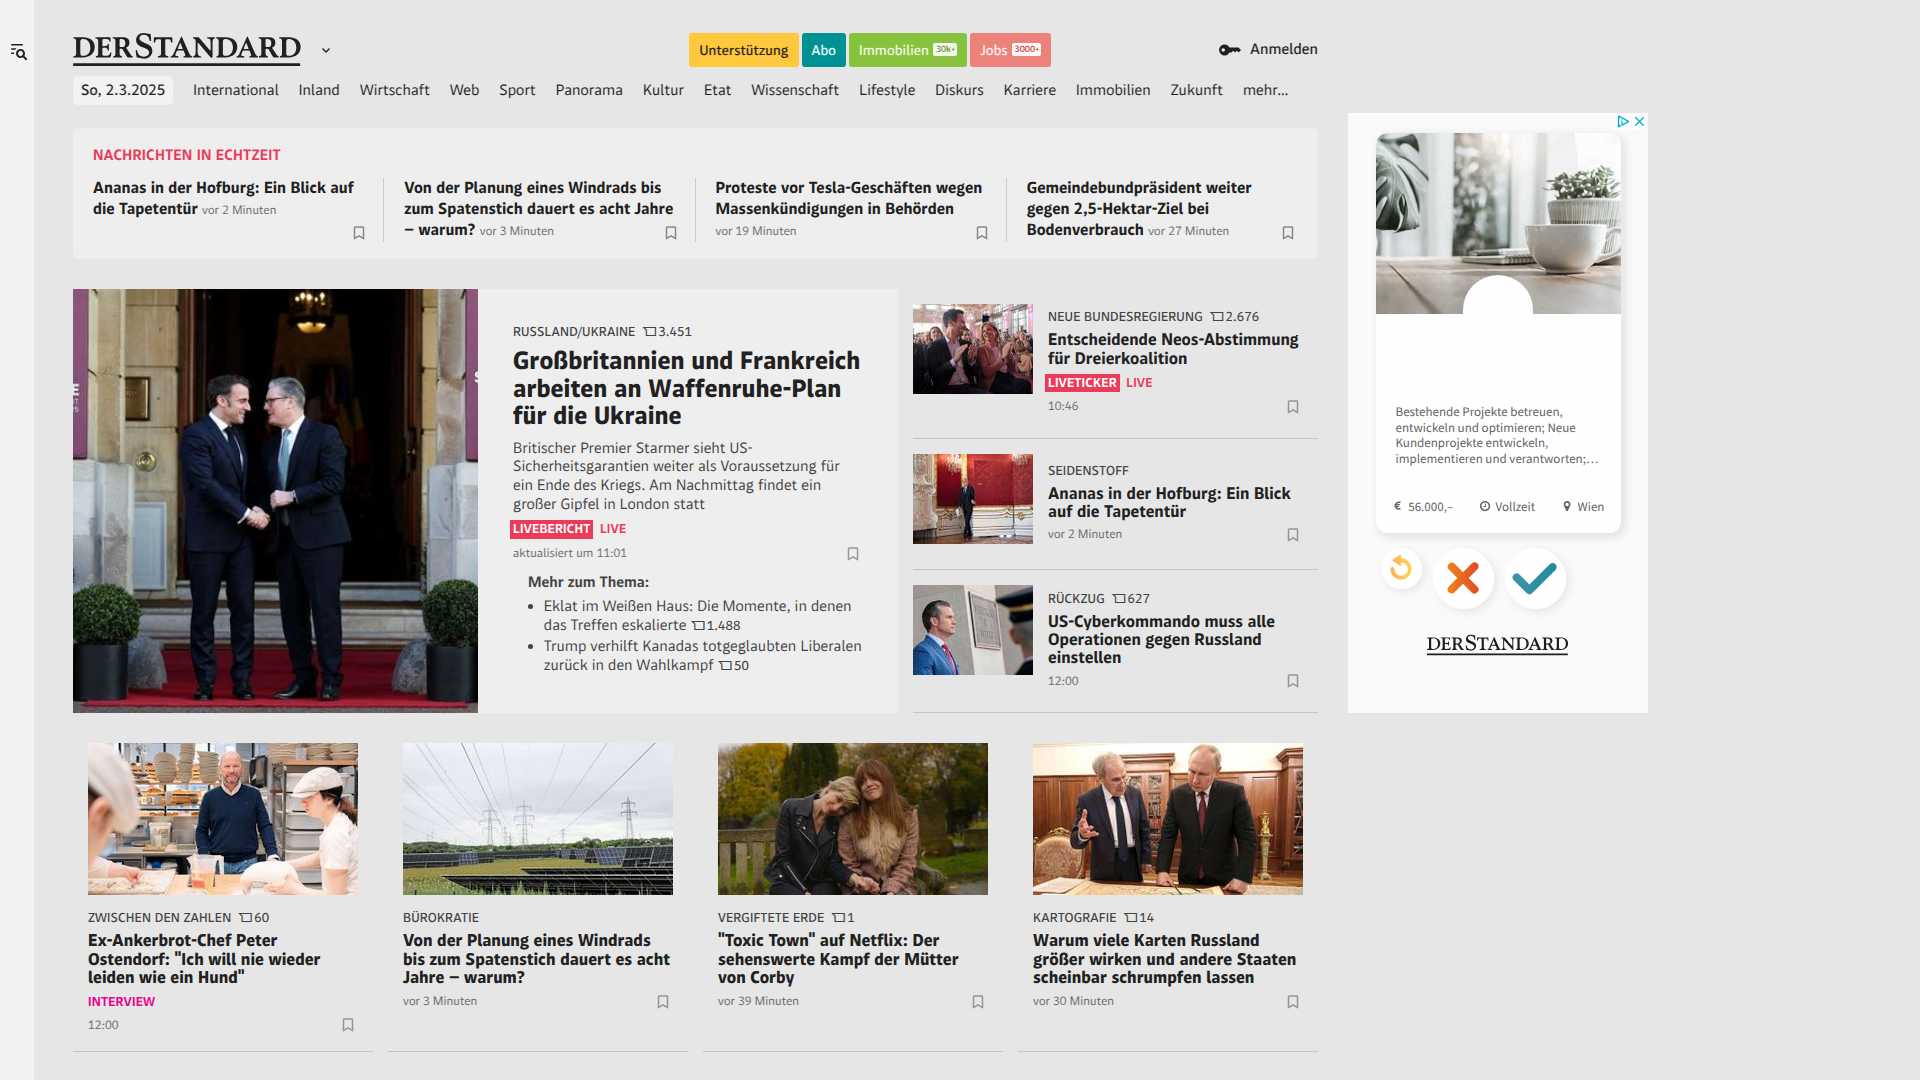 DERSTANDARD
Unterstützung
Abo
Immobilien 30k+
Jobs 3000+
Anmelden
So, 2.3.2025
International
Inland
Wirtschaft
Web
Sport
Panorama
Kultur
Etat
Wissenschaft
Lifestyle
Diskurs
Karriere
Immobilien
Zukunft
mehr...
NACHRICHTEN IN ECHTZEIT
Ananas in der Hofburg: Ein Blick auf
die Tapetentür vor 2 Minuten
Von der Planung eines Windrads bis
zum Spatenstich dauert es acht Jahre
– warum? vor 3 Minuten
Proteste vor Tesla-Geschäften wegen
Massenkündigungen in Behörden
vor 19 Minuten
Gemeindebundpräsident weiter
gegen 2,5-Hektar-Ziel bei
Bodenverbrauch vor 27 Minuten
RUSSLAND/UKRAINE 3.451
Großbritannien und Frankreich
arbeiten an Waffenruhe-Plan
für die Ukraine
Britischer Premier Starmer sieht US-
Sicherheitsgarantien weiter als Voraussetzung für
ein Ende des Kriegs. Am Nachmittag findet ein
großer Gipfel in London statt
LIVEBERICHT LIVE
aktualisiert um 11:01
Mehr zum Thema:
• Eklat im Weißen Haus: Die Momente, in denen
das Treffen eskalierte 1.488
• Trump verhilft Kanadas totgeglaubten Liberalen
zurück in den Wahlkampf 50
NEUE BUNDESREGIERUNG 2.676
Entscheidende Neos-Abstimmung
für Dreierkoalition
LIVETICKER LIVE
10:46
SEIDENSTOFF
Ananas in der Hofburg: Ein Blick
auf die Tapetentür
vor 2 Minuten
RÜCKZUG 627
US-Cyberkommando muss alle
Operationen gegen Russland
einstellen
12:00
Bestehende Projekte betreuen,
entwickeln und optimieren; Neue
Kundenprojekte entwickeln,
implementieren und verantworten;...
€ 56.000,–
Vollzeit
Wien
DERSTANDARD
ZWISCHEN DEN ZAHLEN 60
Ex-Ankerbrot-Chef Peter
Ostendorf: "Ich will nie wieder
leiden wie ein Hund"
INTERVIEW
12:00
BÜROKRATIE
Von der Planung eines Windrads
bis zum Spatenstich dauert es acht
Jahre – warum?
vor 3 Minuten
VERGIFTETE ERDE 1
"Toxic Town" auf Netflix: Der
sehenswerte Kampf der Mütter
von Corby
vor 39 Minuten
KARTOGRAFIE 14
Warum viele Karten Russland
größer wirken und andere Staaten
scheinbar schrumpfen lassen
vor 30 Minuten